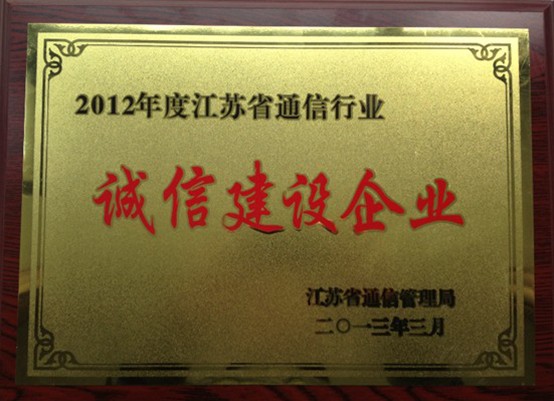 2012年度江苏省通信行业
诚信建设企业
江苏省通信管理局
二〇一三年三月